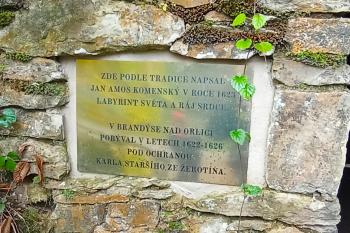 ZDE PODLE TRADICE NAPSAL
JAN AMOS KOMENSKÝ V ROCE 1623
LABYRINT SVĚTA A RÁJ SRDCE
V BRANDÝSE NAD ORLICÍ
POBÝVAL V LETECH 1622-1626
POD OCHRANOU
KARLA STARŠÍHO ZE ŽEROTÍNA.